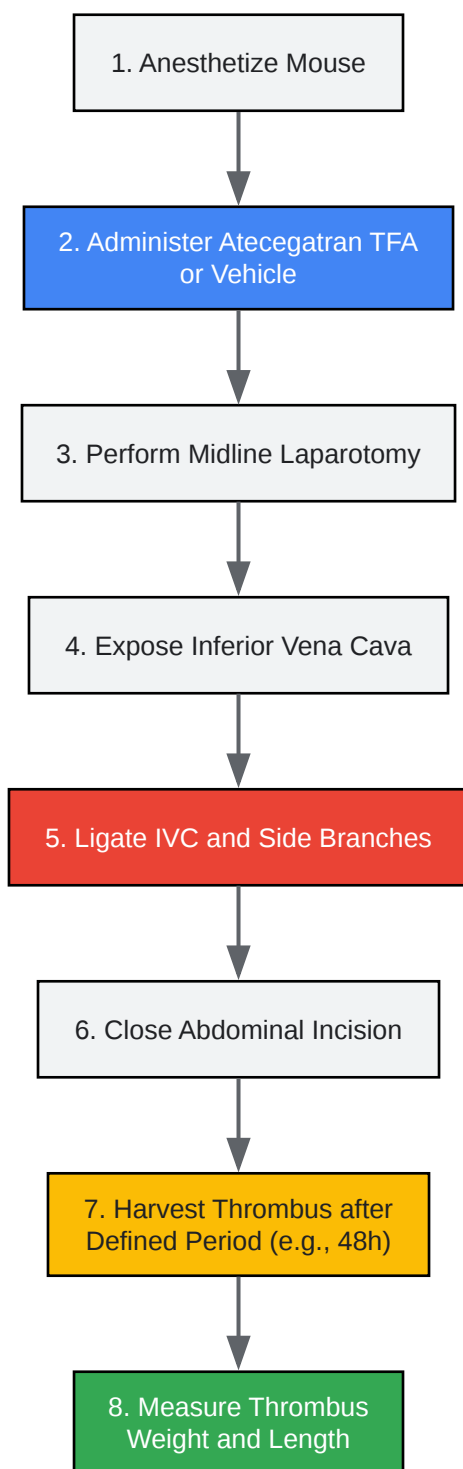 1. Anesthetize Mouse
2. Administer Atecegatran TFA
or Vehicle
3. Perform Midline Laparotomy
4. Expose Inferior Vena Cava
5. Ligate IVC and Side Branches
6. Close Abdominal Incision
7. Harvest Thrombus after
Defined Period (e.g., 48h)
8. Measure Thrombus
Weight and Length